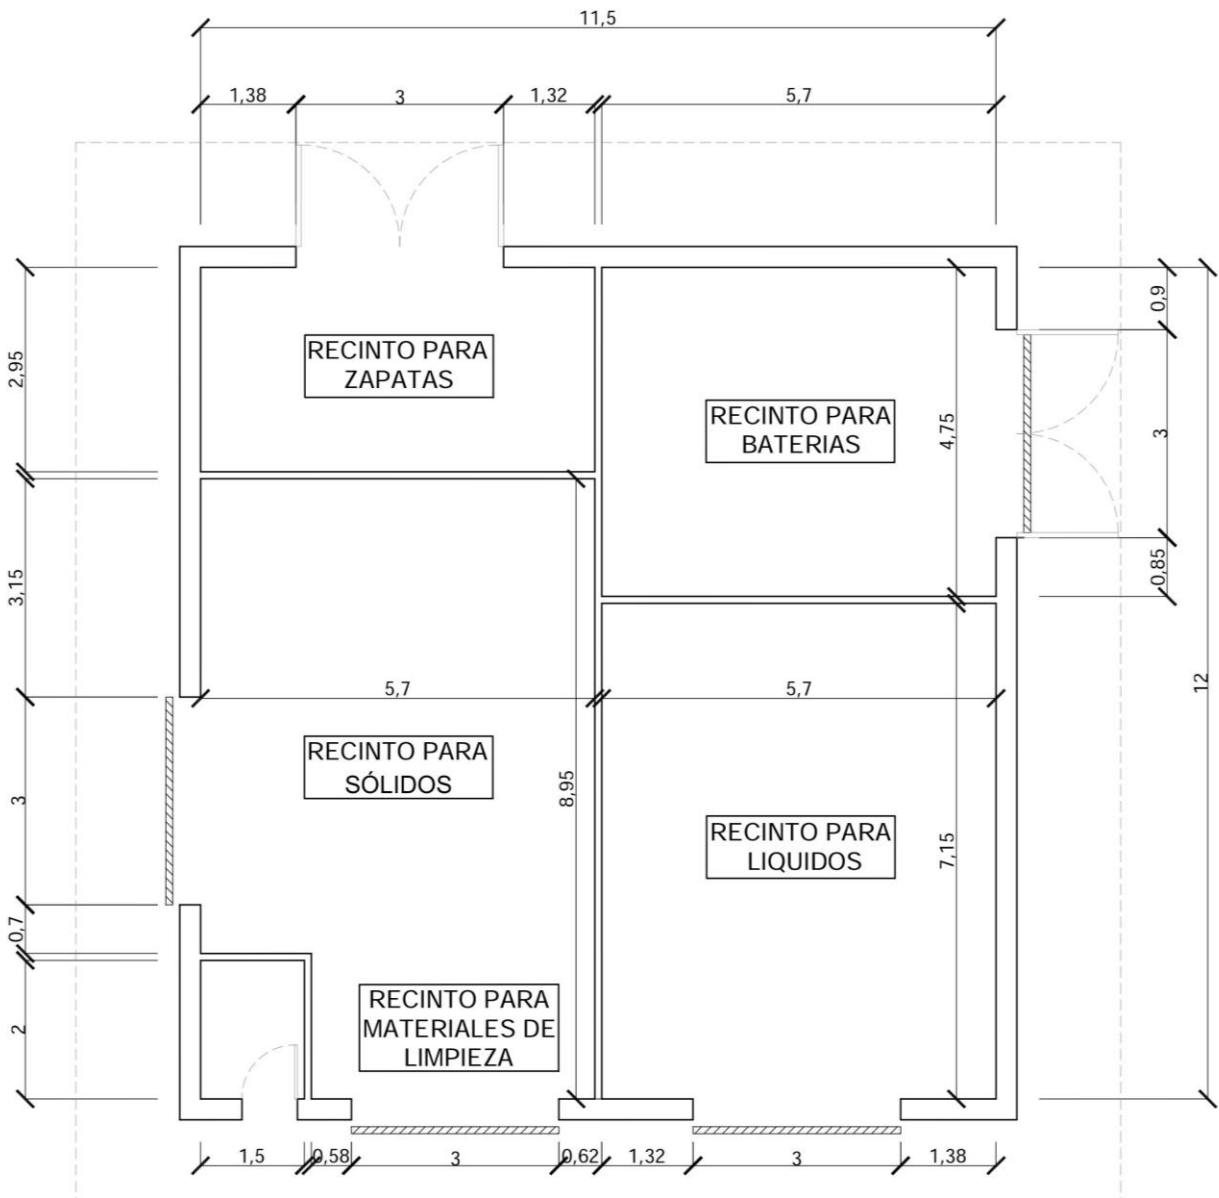 11,5
1,38
3
1,32
5,7
2,95
RECINTO PARA
ZAPATAS
RECINTO PARA
BATERIAS
4,75
0,9
3
0,85
3,15
5,7
5,7
12
RECINTO PARA
SÓLIDOS
8,95
3
RECINTO PARA
LIQUIDOS
7,15
0,7
2
RECINTO PARA
MATERIALES DE
LIMPIEZA
1,5
0,58
3
0,62
1,32
3
1,38